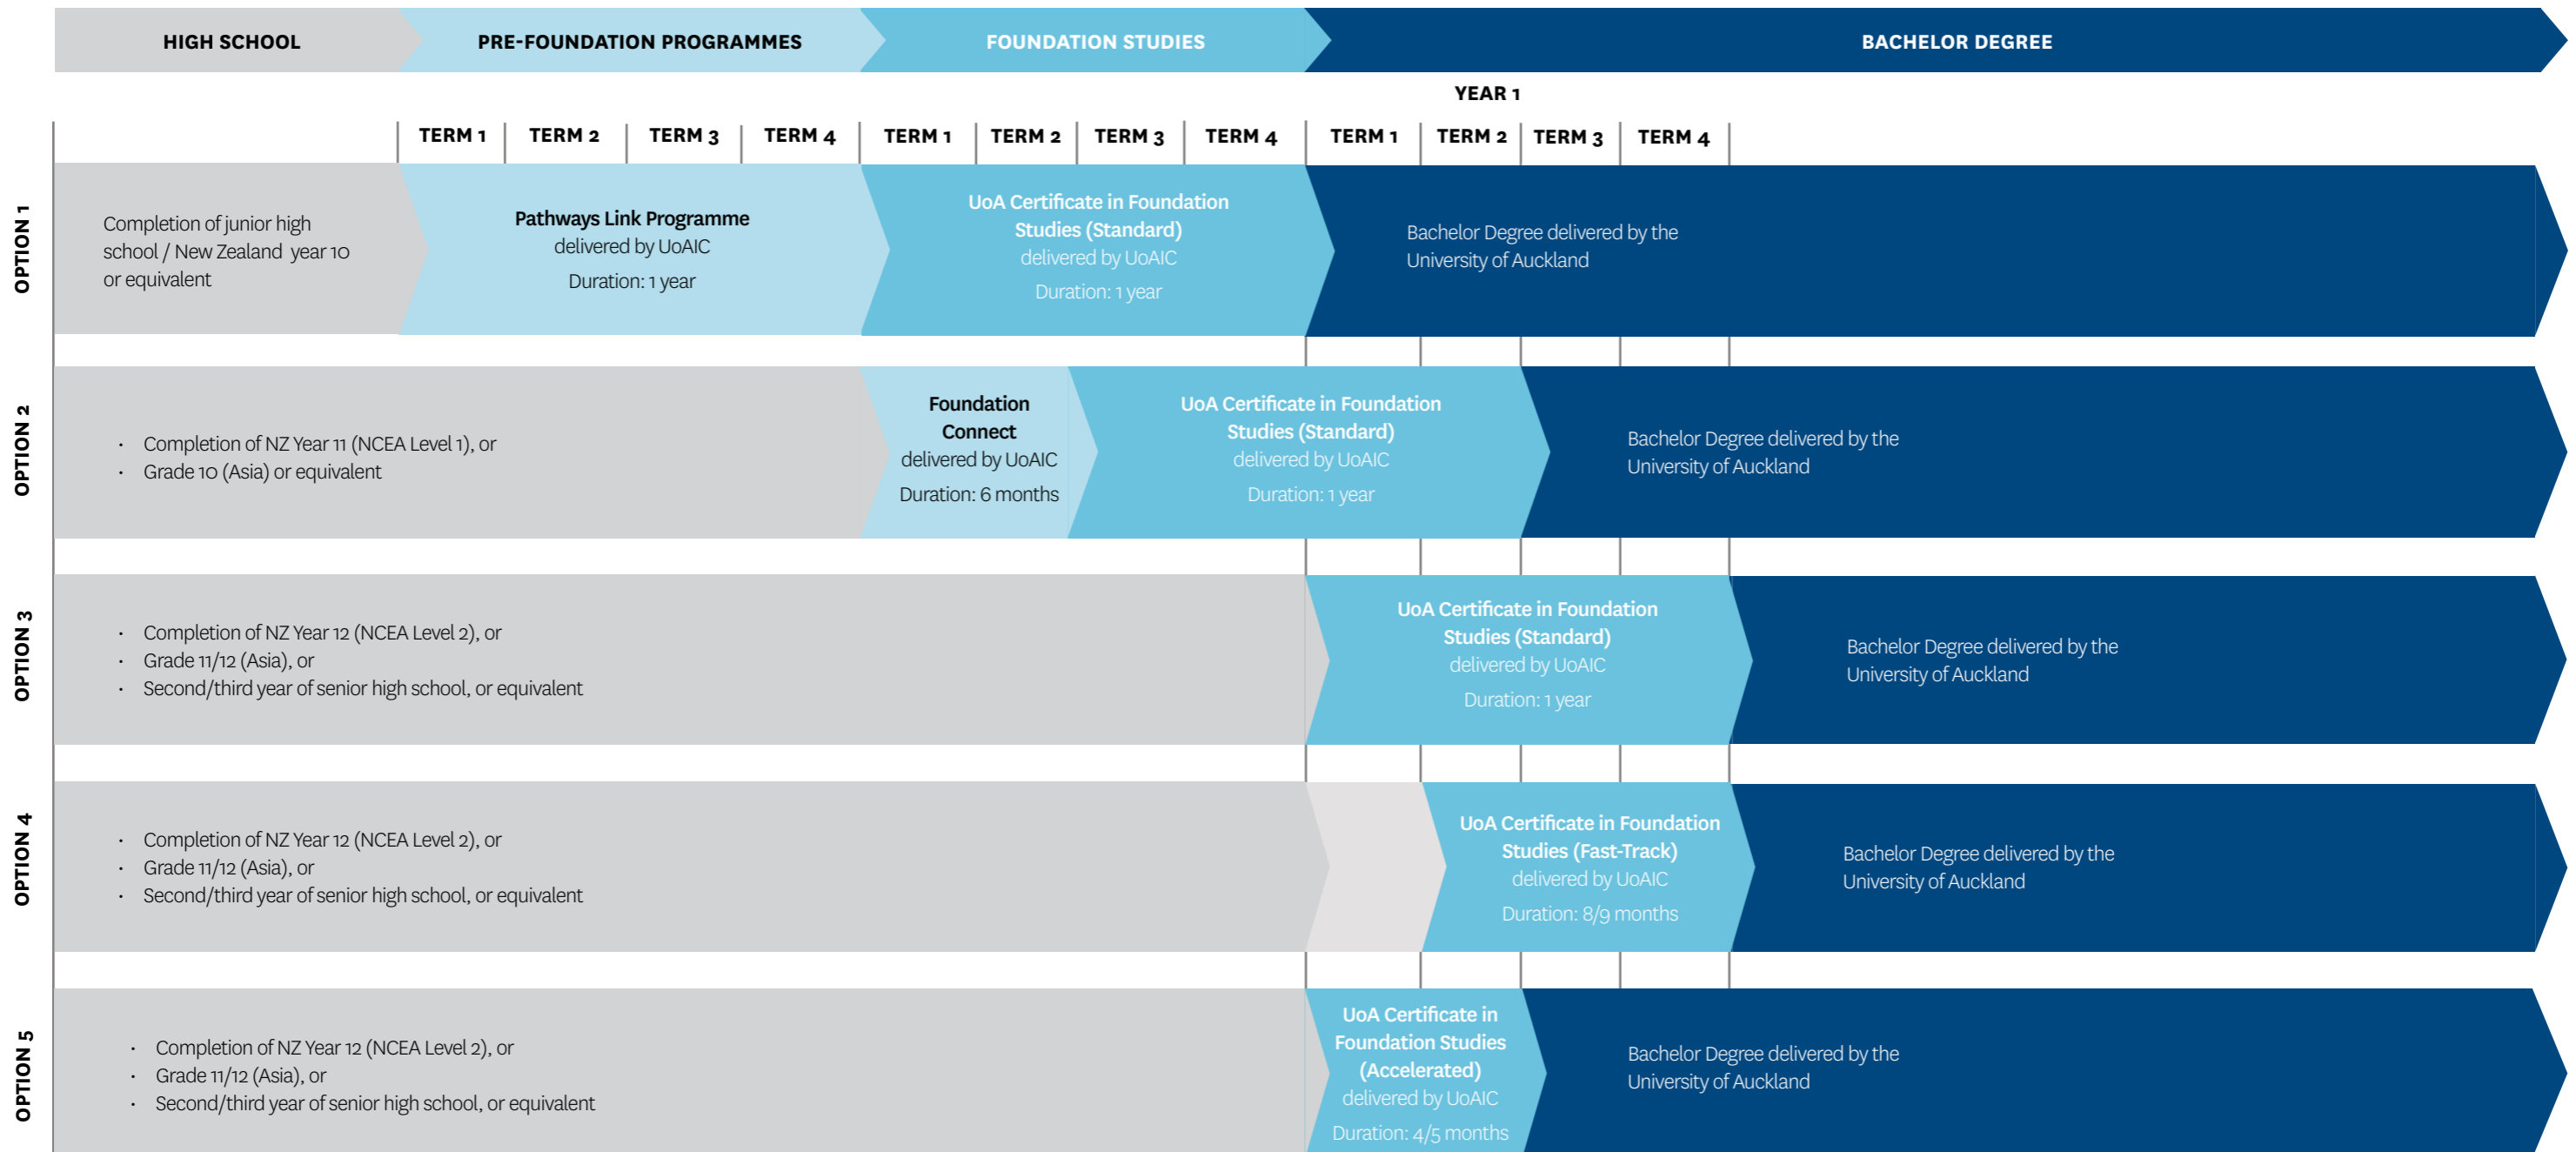 HIGH SCHOOL
PRE-FOUNDATION PROGRAMMES
FOUNDATION STUDIES
BACHELOR DEGREE
YEAR 1
TERM 1
TERM 2
TERM 3
TERM 4
TERM 1
TERM 2
TERM 3
TERM 4
TERM 1
TERM 2
TERM 3
TERM 4
OPTION 1
Completion of junior high
school / New Zealand year 10
or equivalent
Pathways Link Programme
delivered by UoAIC
Duration: 1 year
UoA Certificate in Foundation
Studies (Standard)
delivered by UoAIC
Duration: 1 year
Bachelor Degree delivered by the
University of Auckland
OPTION 2
· Completion of NZ Year 11 (NCEA Level 1), or
· Grade 10 (Asia) or equivalent
Foundation
Connect
delivered by UoAIC
Duration: 6 months
UoA Certificate in Foundation
Studies (Standard)
delivered by UoAIC
Duration: 1 year
Bachelor Degree delivered by the
University of Auckland
OPTION 3
· Completion of NZ Year 12 (NCEA Level 2), or
· Grade 11/12 (Asia), or
· Second/third year of senior high school, or equivalent
UoA Certificate in Foundation
Studies (Standard)
delivered by UoAIC
Duration: 1 year
Bachelor Degree delivered by the
University of Auckland
OPTION 4
· Completion of NZ Year 12 (NCEA Level 2), or
· Grade 11/12 (Asia), or
· Second/third year of senior high school, or equivalent
UoA Certificate in Foundation
Studies (Fast-Track)
delivered by UoAIC
Duration: 8/9 months
Bachelor Degree delivered by the
University of Auckland
OPTION 5
· Completion of NZ Year 12 (NCEA Level 2), or
· Grade 11/12 (Asia), or
· Second/third year of senior high school, or equivalent
UoA Certificate in
Foundation Studies
(Accelerated)
delivered by UoAIC
Duration: 4/5 months
Bachelor Degree delivered by the
University of Auckland